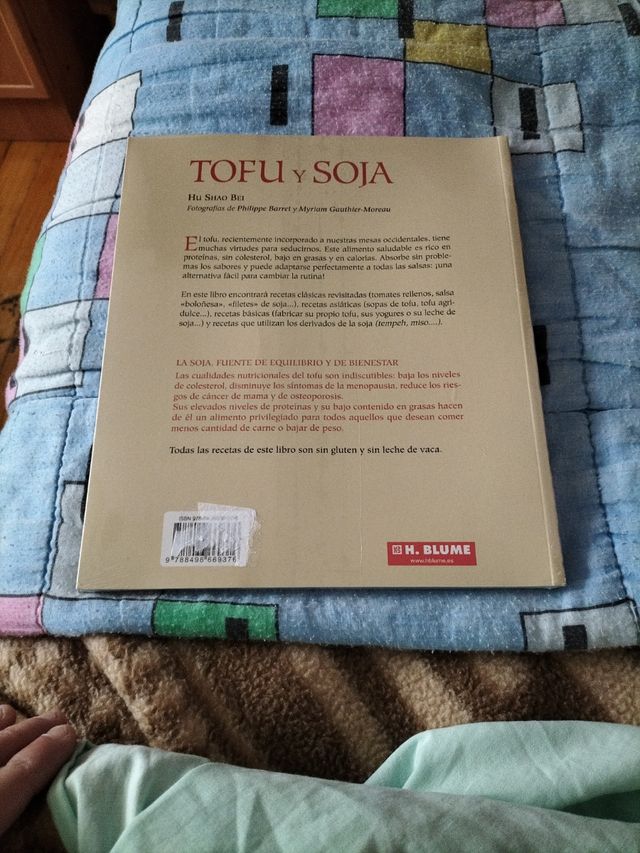 TOFU Y SOJA
HU SHAO BEI
Fotografías de Philippe Barret y Myriam Gauthier-Moreau
El tofu, recientemente incorporado a nuestras mesas occidentales, tiene
muchas virtudes para seducirnos. Este alimento saludable es rico en
proteínas, sin colesterol, bajo en grasas y en calorías. Absorbe sin proble-
mas los sabores y puede adaptarse perfectamente a todas las salsas: ¡una
alternativa fácil para cambiar la rutina!
En este libro encontrará recetas clásicas revisitadas (tomates rellenos, salsa
«boloñesa», «filetes» de soja...), recetas asiáticas (sopas de tofu, tofu agri-
dulce...), recetas básicas (fabricar su propio tofu, sus yogures o su leche de
soja...) y recetas que utilizan los derivados de la soja (tempeh, miso....).
LA SOJA, FUENTE DE EQUILIBRIO Y DE BIENESTAR
Las cualidades nutricionales del tofu son indiscutibles: baja los niveles
de colesterol, disminuye los síntomas de la menopausia, reduce los ries-
gos de cáncer de mama y de osteoporosis.
Sus elevados niveles de proteínas y su bajo contenido en grasas hacen
de él un alimento privilegiado para todos aquellos que desean comer
menos cantidad de carne o bajar de peso.
Todas las recetas de este libro son sin gluten y sin leche de vaca.
ISBN
9 788496 669376
H. BLUME
www.hblume.es